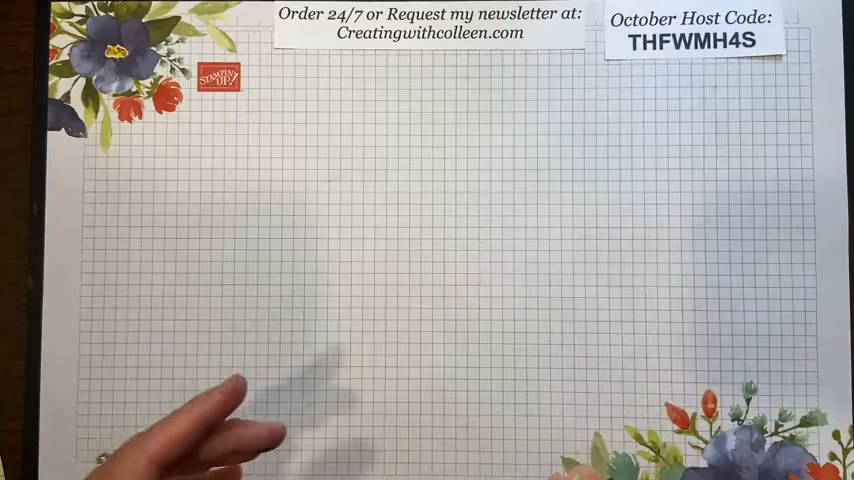 Order 24/7 or Request my newsletter at:
Creatingwithcolleen.com
October Host Code:
THFWMH4S
STAMPIN' UP!